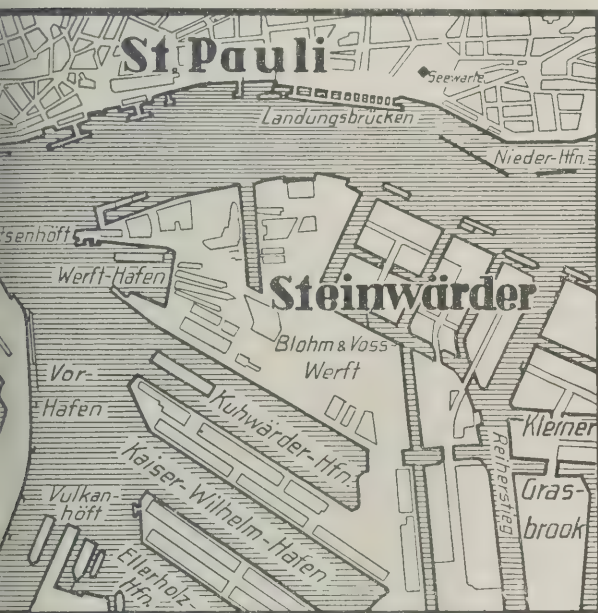 St Pauli
Seewarte
Landungsbrücken
Nieder-Hfn.
tsenhöft
Werft-Hafen
Steinwärder
Blohm & Voss
Werft
Vor-
Hafen
Kuhwärder-Hfn.
Kleiner
Kaiser-Wilhelm-Hafen
Reiherstieg
Gras-
brook
Vulkan-
höft
Ellerholz-
Hfn.